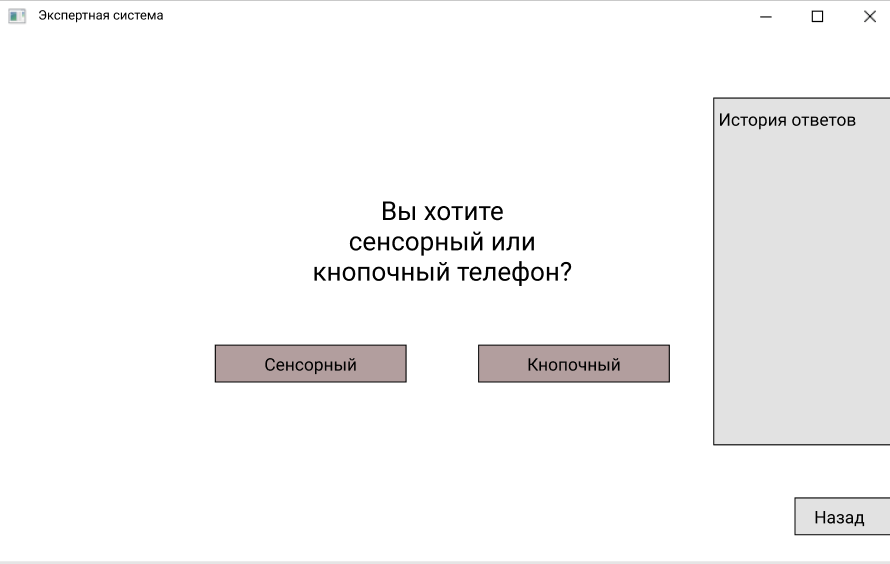 Экспертная система
История ответов
Вы хотите
сенсорный или
кнопочный телефон?
Сенсорный
Кнопочный
Назад